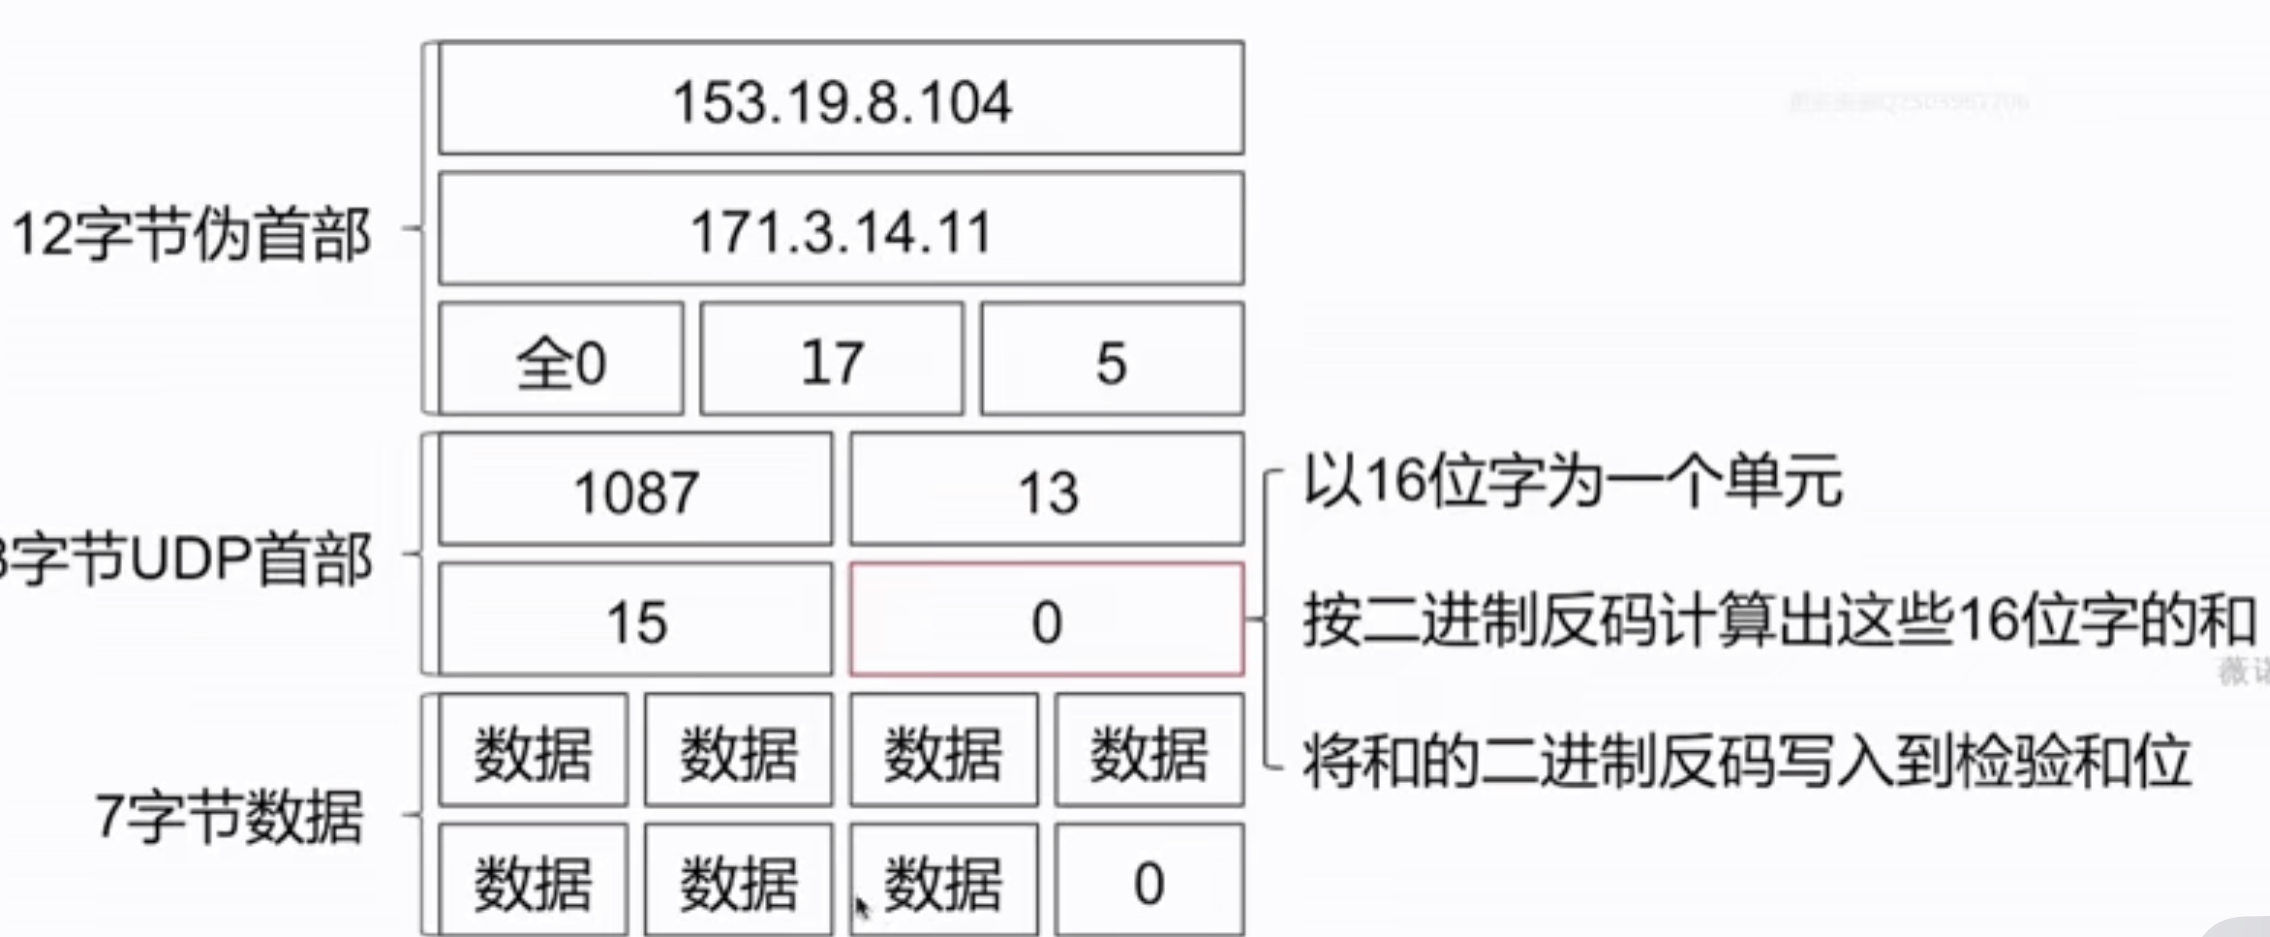 153.19.8.104
12字节伪首部
171.3.14.11
全0 17 5
字节UDP首部
1087 13
15 0
以16位字为一个单元
按二进制反码计算出这些16位字的和
将和的二进制反码写入到检验和位
7字节数据
数据 数据 数据 数据
数据 数据 数据 0
薇